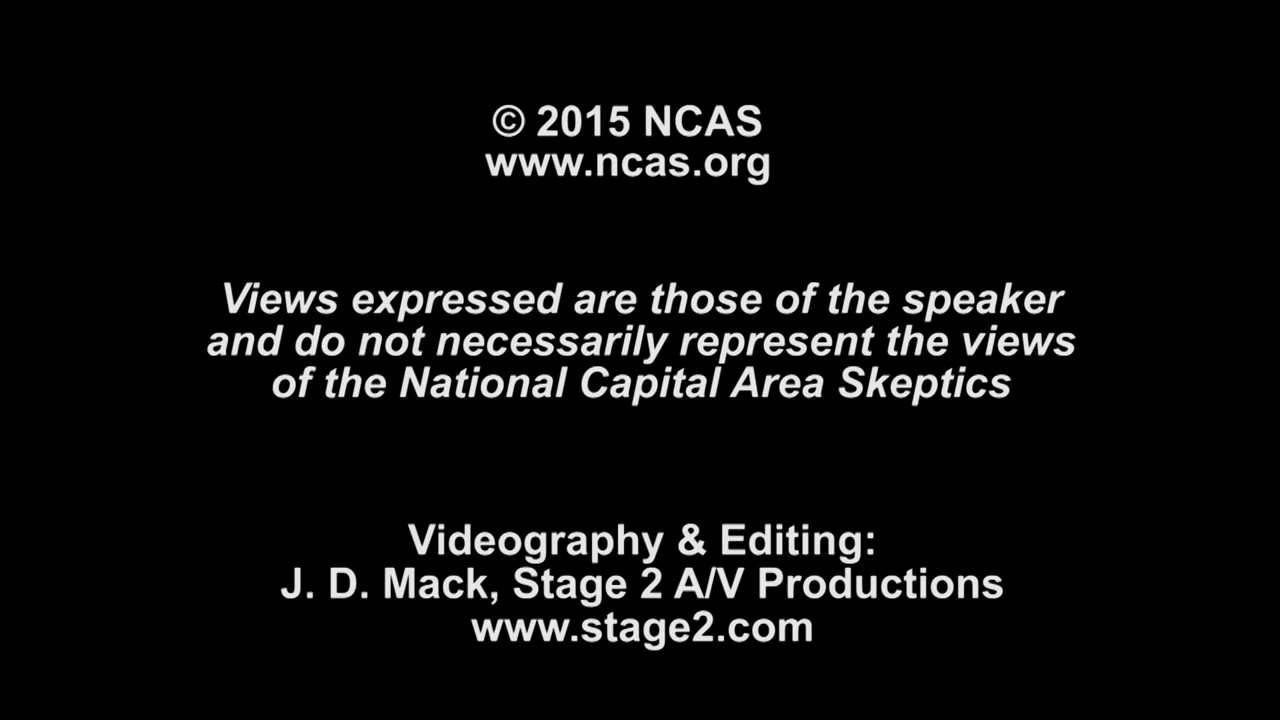 © 2015 NCAS
www.ncas.org
Views expressed are those of the speaker
and do not necessarily represent the views
of the National Capital Area Skeptics
Videography & Editing:
J. D. Mack, Stage 2 A/V Productions
www.stage2.com